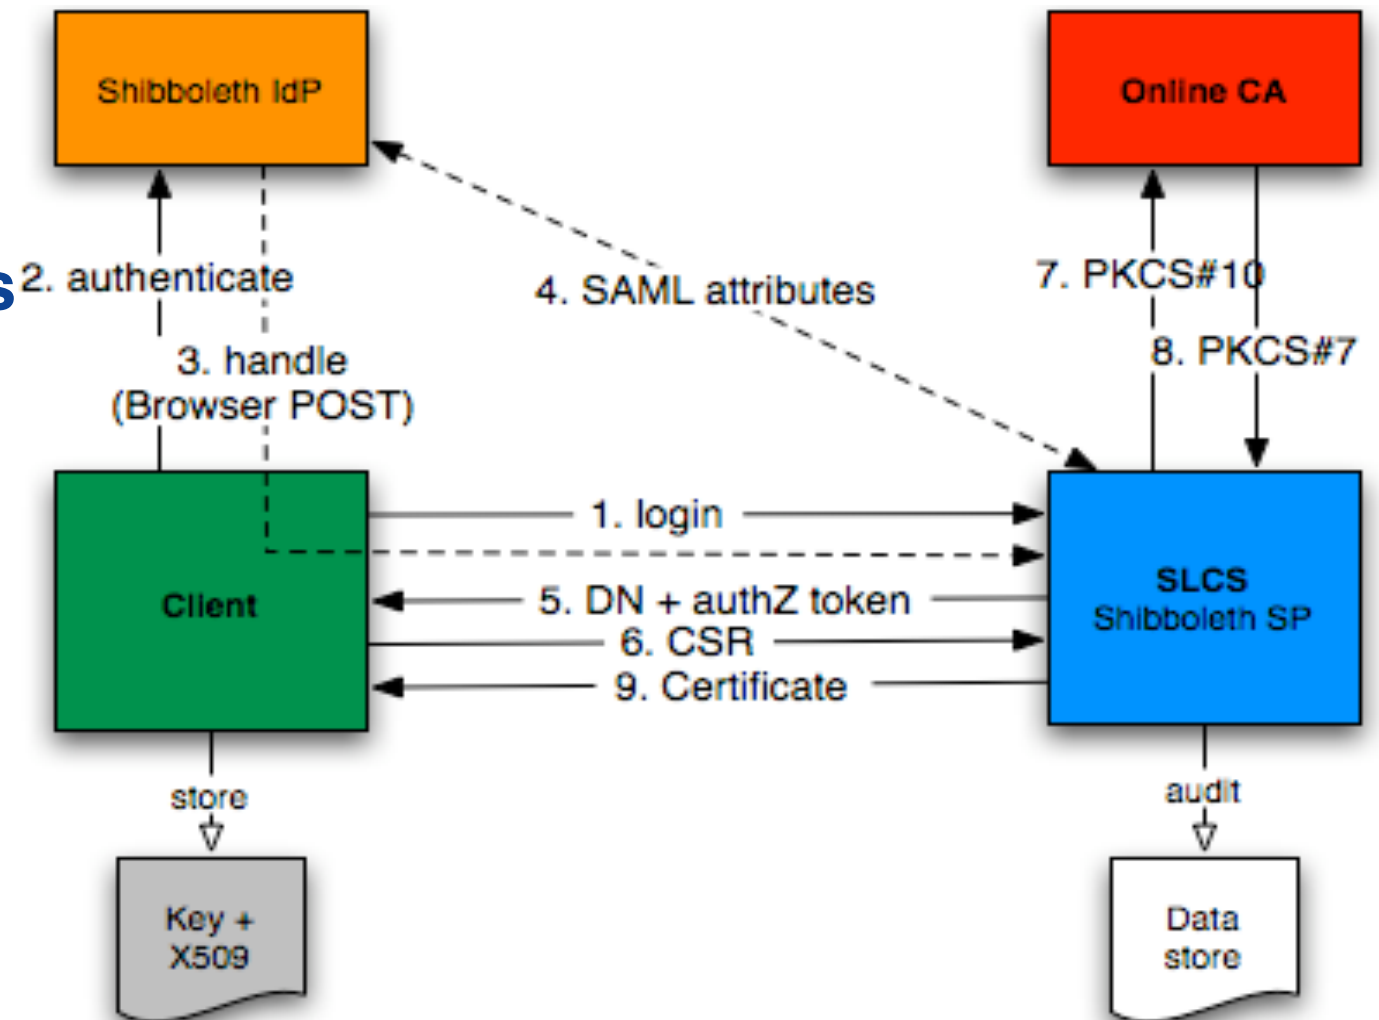 Shibboleth IdP
Online CA
s
2. authenticate
4. SAML attributes
7. PKCS#10
3. handle
(Browser POST)
8. PKCS#7
1. login
Client
5. DN + authZ token
6. CSR
9. Certificate
SLCS
Shibboleth SP
store
audit
Key +
X509
Data
store